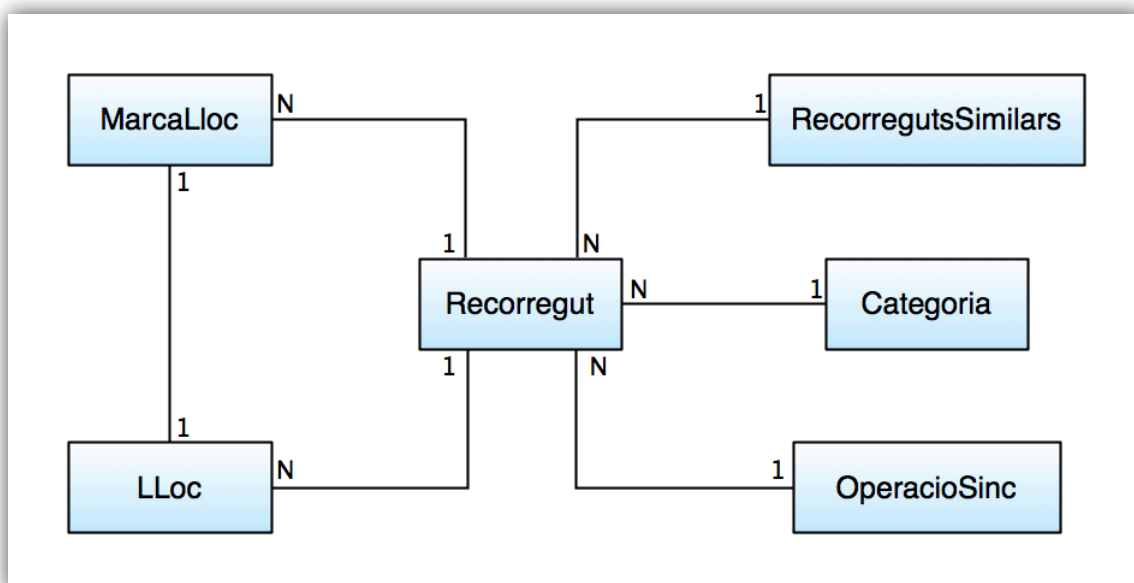 MarcaLloc
N
1
RecorregutsSimilars
1
1
N
Recorregut
N
1
Categoria
1
N
1
LLoc
N
1
OperacioSinc